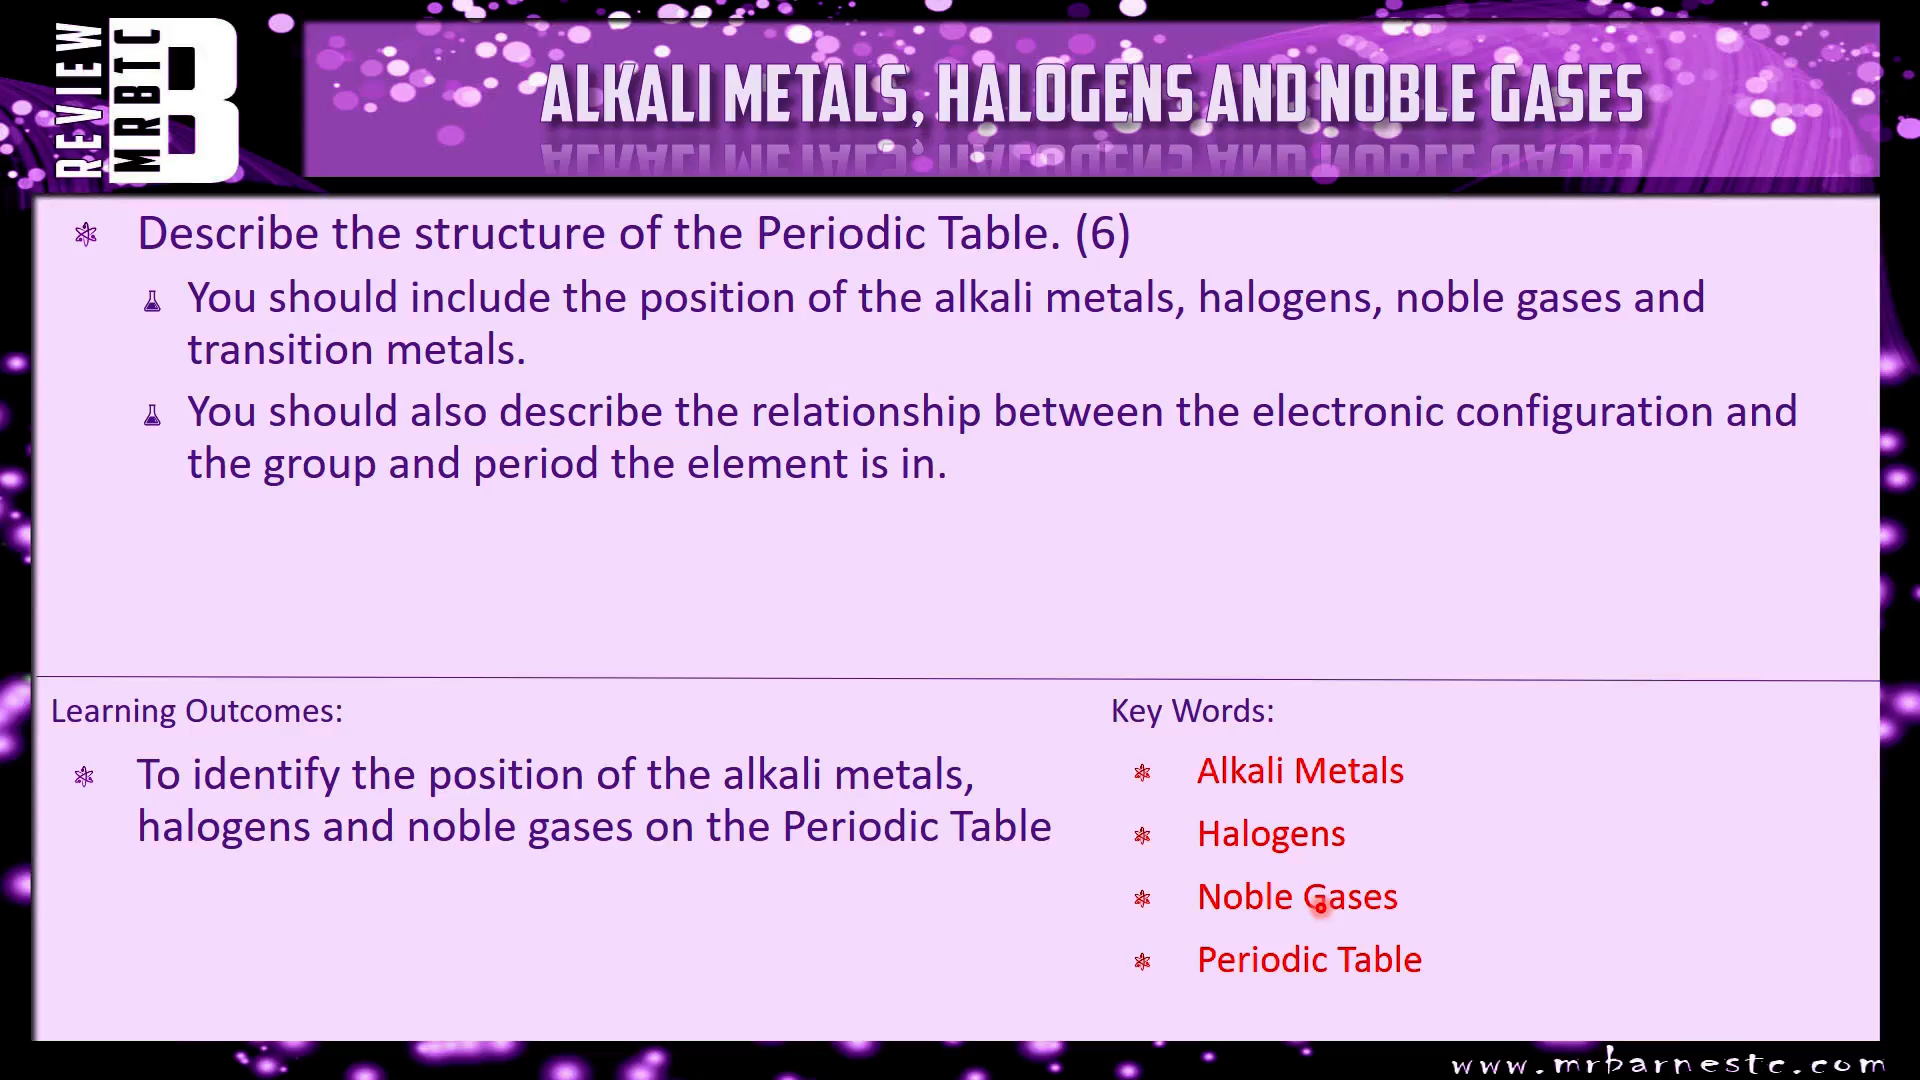 REVIEW
MRBTC
B
ALKALI METALS, HALOGENS AND NOBLE GASES
Describe the structure of the Periodic Table. (6)
You should include the position of the alkali metals, halogens, noble gases and
transition metals.
You should also describe the relationship between the electronic configuration and
the group and period the element is in.
Learning Outcomes:
To identify the position of the alkali metals,
halogens and noble gases on the Periodic Table
Key Words:
Alkali Metals
Halogens
Noble Gases
Periodic Table
www.mrbarnestc.com